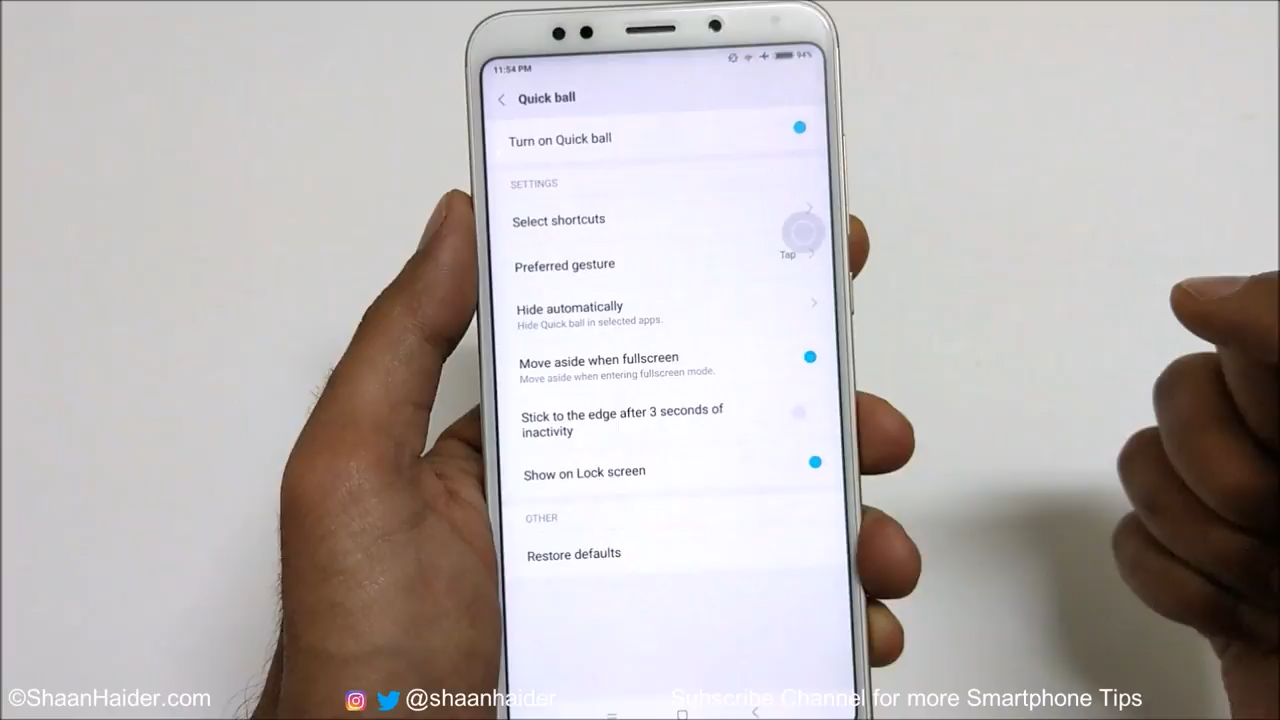 11:54 PM
94%
Quick ball
Turn on Quick ball
SETTINGS
Select shortcuts
Preferred gesture
Tap
Hide automatically
Hide Quick ball in selected apps.
Move aside when fullscreen
Move aside when entering fullscreen mode.
Stick to the edge after 3 seconds of
inactivity
Show on Lock screen
OTHER
Restore defaults
©ShaanHaider.com
@shaanhaider
Subscribe Channel for more Smartphone Tips